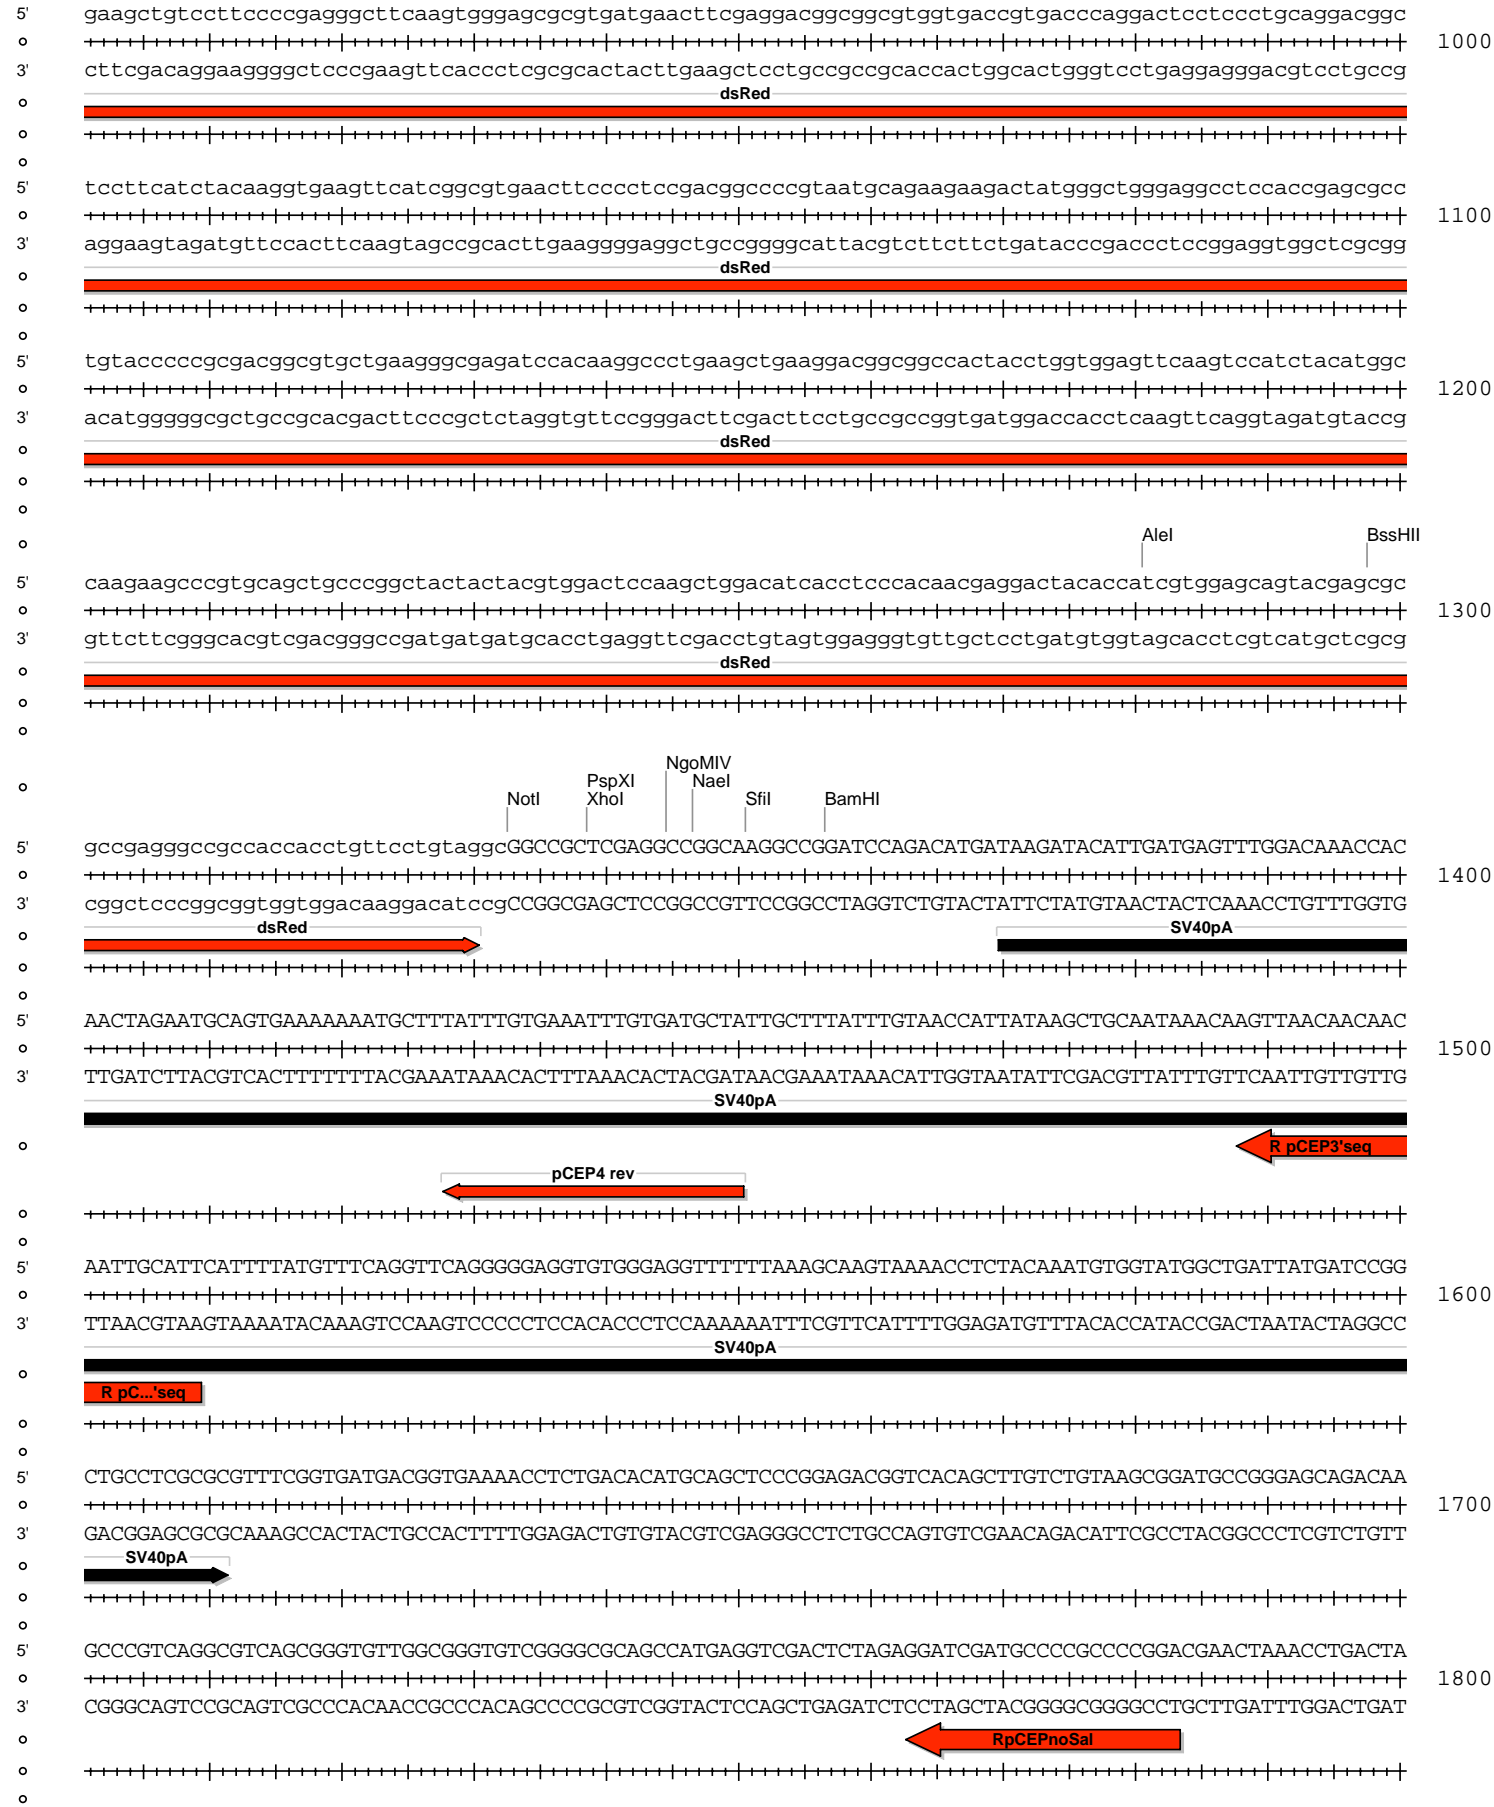 5' gaagctgtccttccccgagggcttcaagtgggagcgcgtgatgaacttcgaggacggcggcgtggtgaccgtgacccaggactcctccctgcaggacggc
1000
3' cttcgacaggaaggggctcccgaagttcaccctcgcgcactacttgaagctcctgccgccgcaccactggcactgggtcctgaggagggacgtcctgccg
dsRed
5' tccttcatctacaaggtgaagttcatcggcgtgaacttcccctccgacggccccgtaatgcagaagaagactatgggctgggaggcctccaccgagcgcc
1100
3' aggaagtagatgttccacttcaagtagccgcacttgaaggggaggctgccggggcattacgtcttcttctgatacccgaccctccggaggtggctcgcgg
dsRed
5' tgtacccccgcgacggcgtgctgaagggcgagatccacaaggccctgaagctgaaggacggcggccactacctggtggagttcaagtccatctacatggc
1200
3' acatgggggcgctgccgcacgacttcccgctctaggtgttccgggacttcgacttcctgccgccggtgatggaccacctcaagttcaggtagatgtaccg
dsRed
AleI BssHII
5' caagaagcccgtgcagctgcccggctactactacgtggactccaagctggacatcacctcccacaacgaggactacaccatcgtggagcagtacgagcgc
1300
3' gttcttcgggcacgtcgacgggccgatgatgatgcacctgaggttcgacctgtagtggagggtgttgctcctgatgtggtagcacctcgtcatgctcgcg
dsRed
NgoMIV
PspXI NaeI
NotI XhoI SfiI BamHI
5' gccgagggccgccaccacctgttcctgtaggcGGCCGCTCGAGGCCGGCAAGGCCGGATCCAGACATGATAAGATACATTGATGAGTTTGGACAAACCAC
1400
3' cggctcccggcggtggtggacaaggacatccgCCGGCGAGCTCCGGCCGTTCCGGCCTAGGTCTGTACTATTCTATGTAACTACTCAAACCTGTTTGGTG
dsRed SV40pA
5' AACTAGAATGCAGTGAAAAAAATGCTTTATTTGTGAAATTTGTGATGCTATTGCTTTATTTGTAACCATTATAAGCTGCAATAAACAAGTTAACAACAAC
1500
3' TTGATCTTACGTCACTTTTTTTACGAAATAAACACTTTAAACACTACGATAACGAAATAAACATTGGTAATATTCGACGTTATTTGTTCAATTGTTGTTG
SV40pA
R pCEP3'seq
pCEP4 rev
5' AATTGCATTCATTTTATGTTTCAGGTTCAGGGGGAGGTGTGGGAGGTTTTTTAAAGCAAGTAAAACCTCTACAAATGTGGTATGGCTGATTATGATCCGG
1600
3' TTAACGTAAGTAAAATACAAAGTCCAAGTCCCCCTCCACACCCTCCAAAAAATTTCGTTCATTTTGGAGATGTTTACACCATACCGACTAATACTAGGCC
SV40pA
R pC...'seq
5' CTGCCTCGCGCGTTTCGGTGATGACGGTGAAAACCTCTGACACATGCAGCTCCCGGAGACGGTCACAGCTTGTCTGTAAGCGGATGCCGGGAGCAGACAA
1700
3' GACGGAGCGCGCAAAGCCACTACTGCCACTTTTGGAGACTGTGTACGTCGAGGGCCTCTGCCAGTGTCGAACAGACATTCGCCTACGGCCCTCGTCTGTT
SV40pA
5' GCCCGTCAGGCGTCAGCGGGTGTTGGCGGGTGTCGGGGCGCAGCCATGAGGTCGACTCTAGAGGATCGATGCCCCGCCCCGGACGAACTAAACCTGACTA
1800
3' CGGGCAGTCCGCAGTCGCCCACAACCGCCCACAGCCCCGCGTCGGTACTCCAGCTGAGATCTCCTAGCTACGGGGCGGGGCCTGCTTGATTTGGACTGAT
RpCEPnoSal